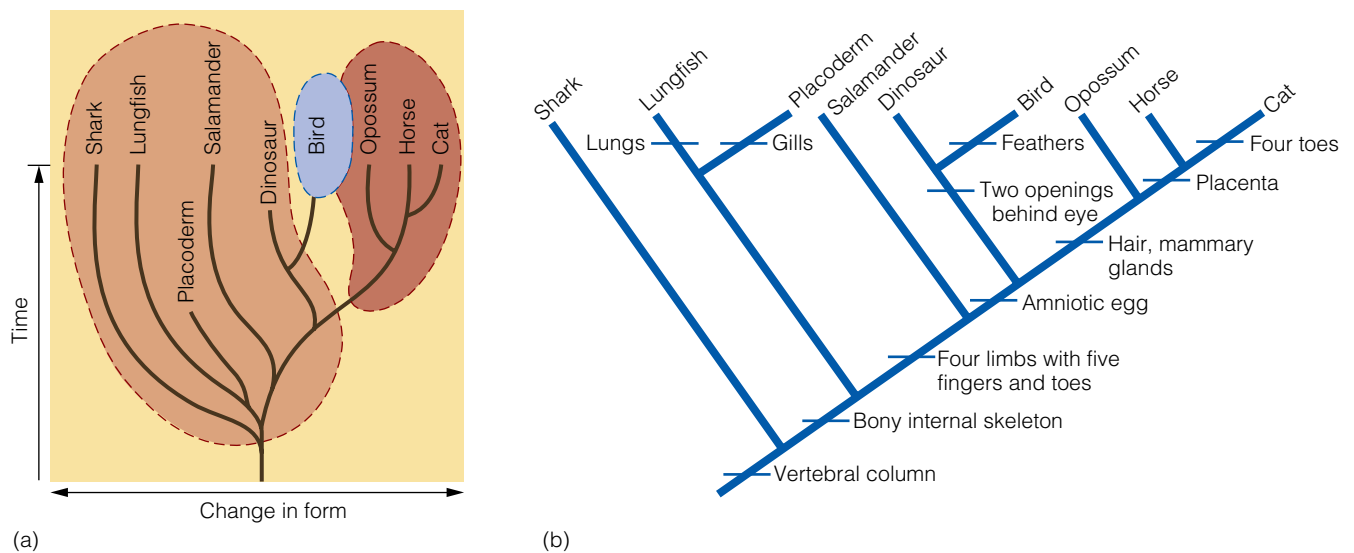 Shark
Lungfish
Placoderm
Salamander
Dinosaur
Bird
Opossum
Horse
Cat
Time
Change in form
(a)
Shark
Lungfish
Placoderm
Salamander
Dinosaur
Bird
Opossum
Horse
Cat
Lungs
Gills
Feathers
Four toes
Two openings
behind eye
Placenta
Hair, mammary
glands
Amniotic egg
Four limbs with five
fingers and toes
Bony internal skeleton
Vertebral column
(b)